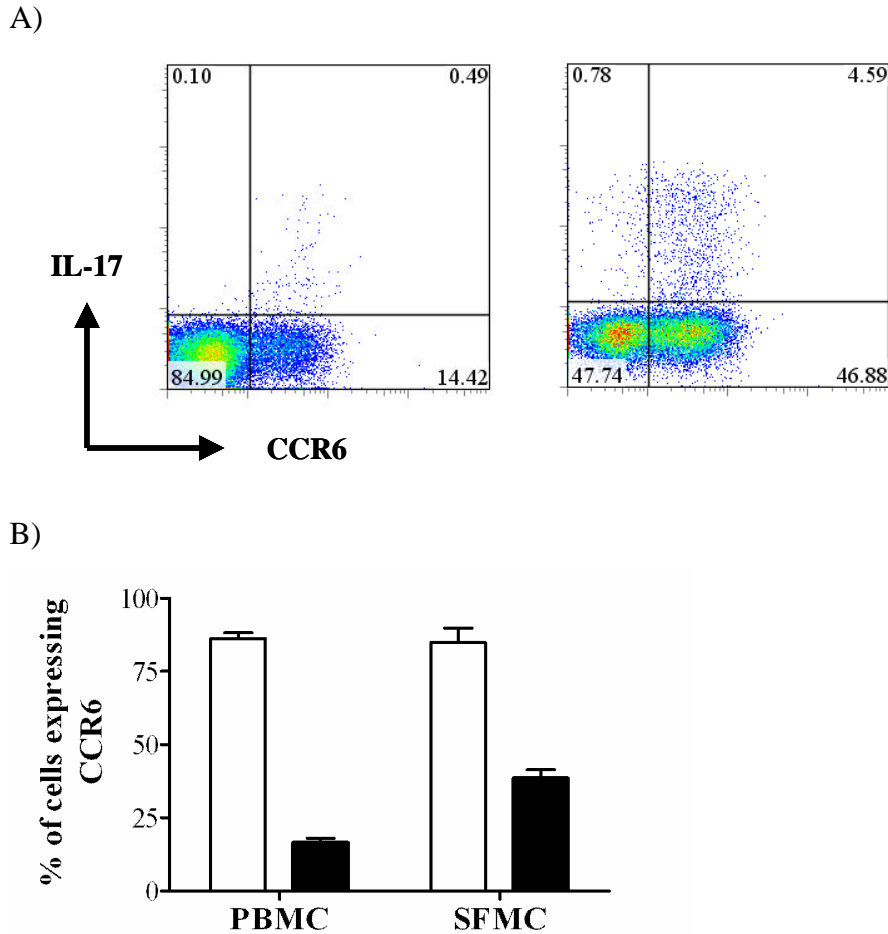 A)
0.10 0.49 0.78 4.59
IL-17
84.99 14.42 47.74 46.88
CCR6
B)
% of cells expressing
CCR6
100
75
50
25
0
PBMC SFMC